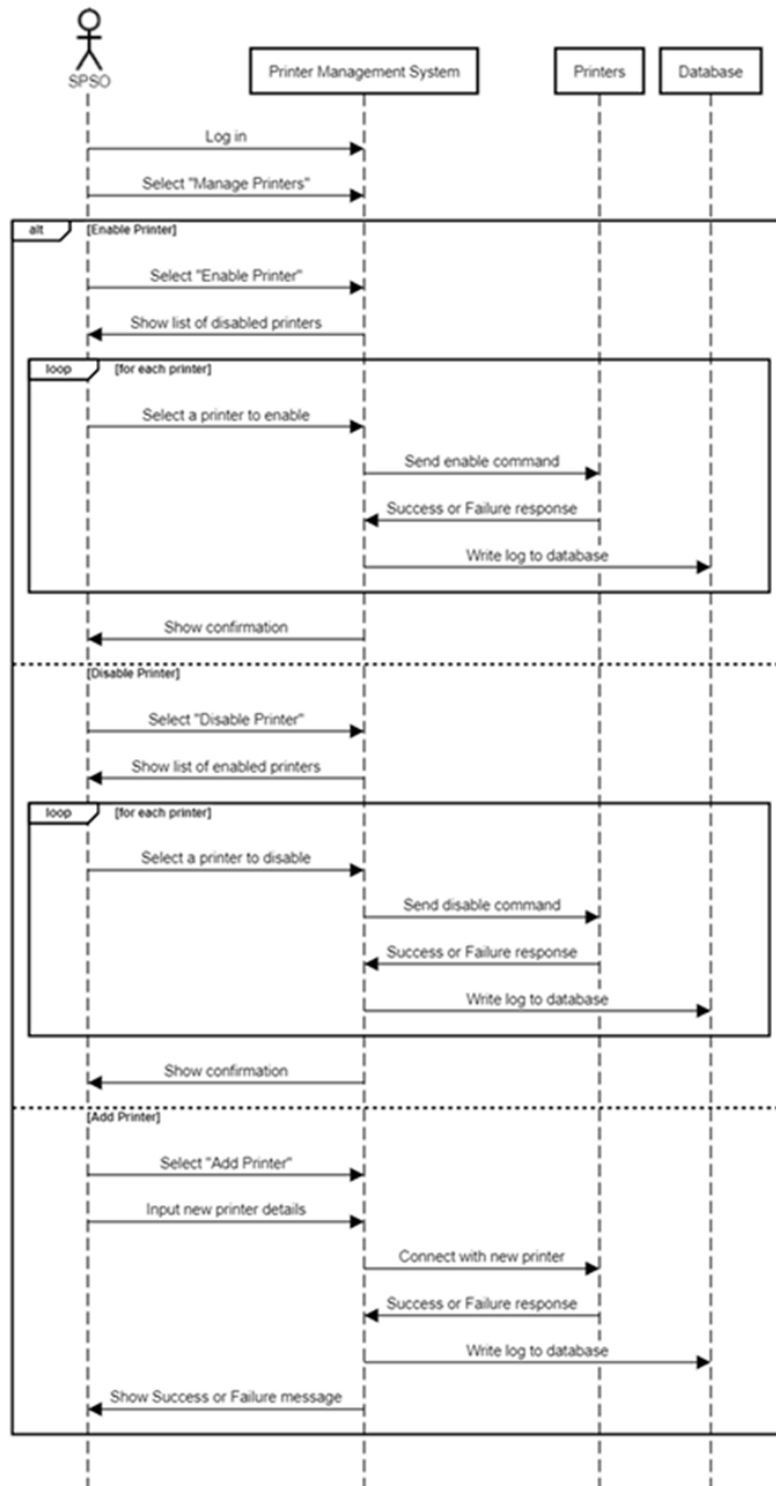 SPSO
Printer Management System
Printers
Database
Log in
Select "Manage Printers"
alt
[Enable Printer]
Select "Enable Printer"
Show list of disabled printers
loop
[for each printer]
Select a printer to enable
Send enable command
Success or Failure response
Write log to database
Show confirmation
[Disable Printer]
Select "Disable Printer"
Show list of enabled printers
loop
[for each printer]
Select a printer to disable
Send disable command
Success or Failure response
Write log to database
Show confirmation
[Add Printer]
Select "Add Printer"
Input new printer details
Connect with new printer
Success or Failure response
Write log to database
Show Success or Failure message